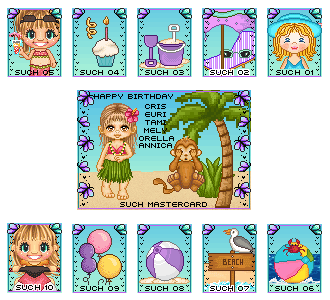 SUCH 05
SUCH 04
SUCH 03
SUCH 02
SUCH 01
HAPPY BIRTHDAY
CRIS
EURI
TAMI
MELV
ORELLA
ANNICA
SUCH MASTERCARD
SUCH 10
SUCH 09
SUCH 08
BEACH
SUCH 07
SUCH 06